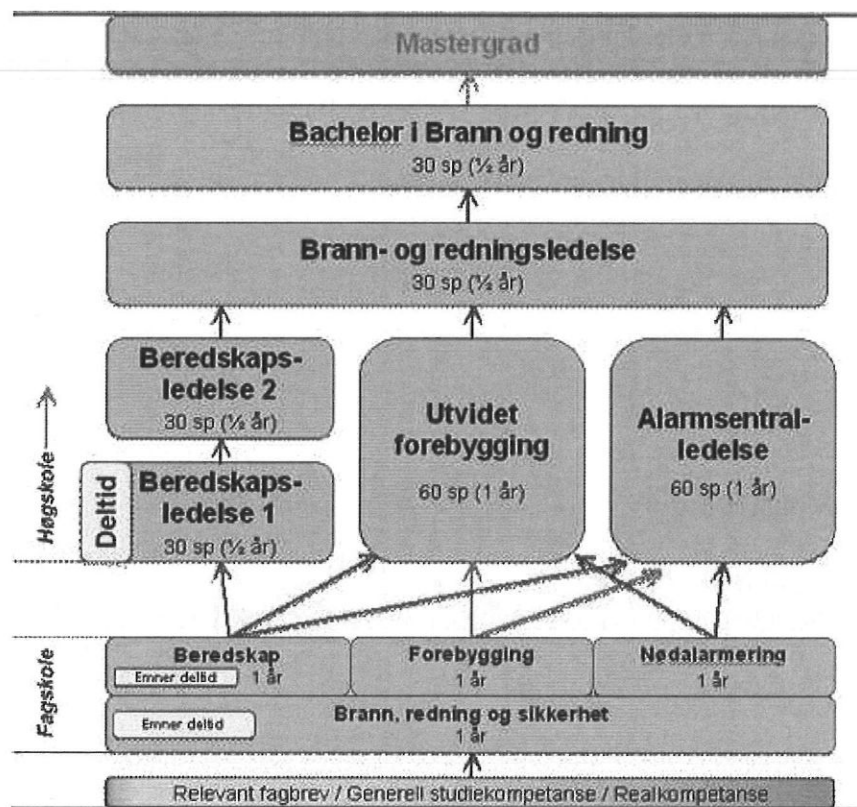 Mastergrad
Bachelor i Brann og redning
30 sp (½ år)
Brann- og redningsledelse
30 sp (½ år)
Beredskaps-
ledelse 2
30 sp (½ år)
Utvidet
forebygging
60 sp (1 år)
Alarmsentral-
ledelse
60 sp (1 år)
Høgskole
Deltid
Beredskaps-
ledelse 1
30 sp (½ år)
Fagskole
Beredskap
Emner deltid 1 år
Forebygging
1 år
Nødalarmering
1 år
Brann, redning og sikkerhet
Emner deltid
1 år
Relevant fagbrev / Generell studiekompetanse / Realkompetanse